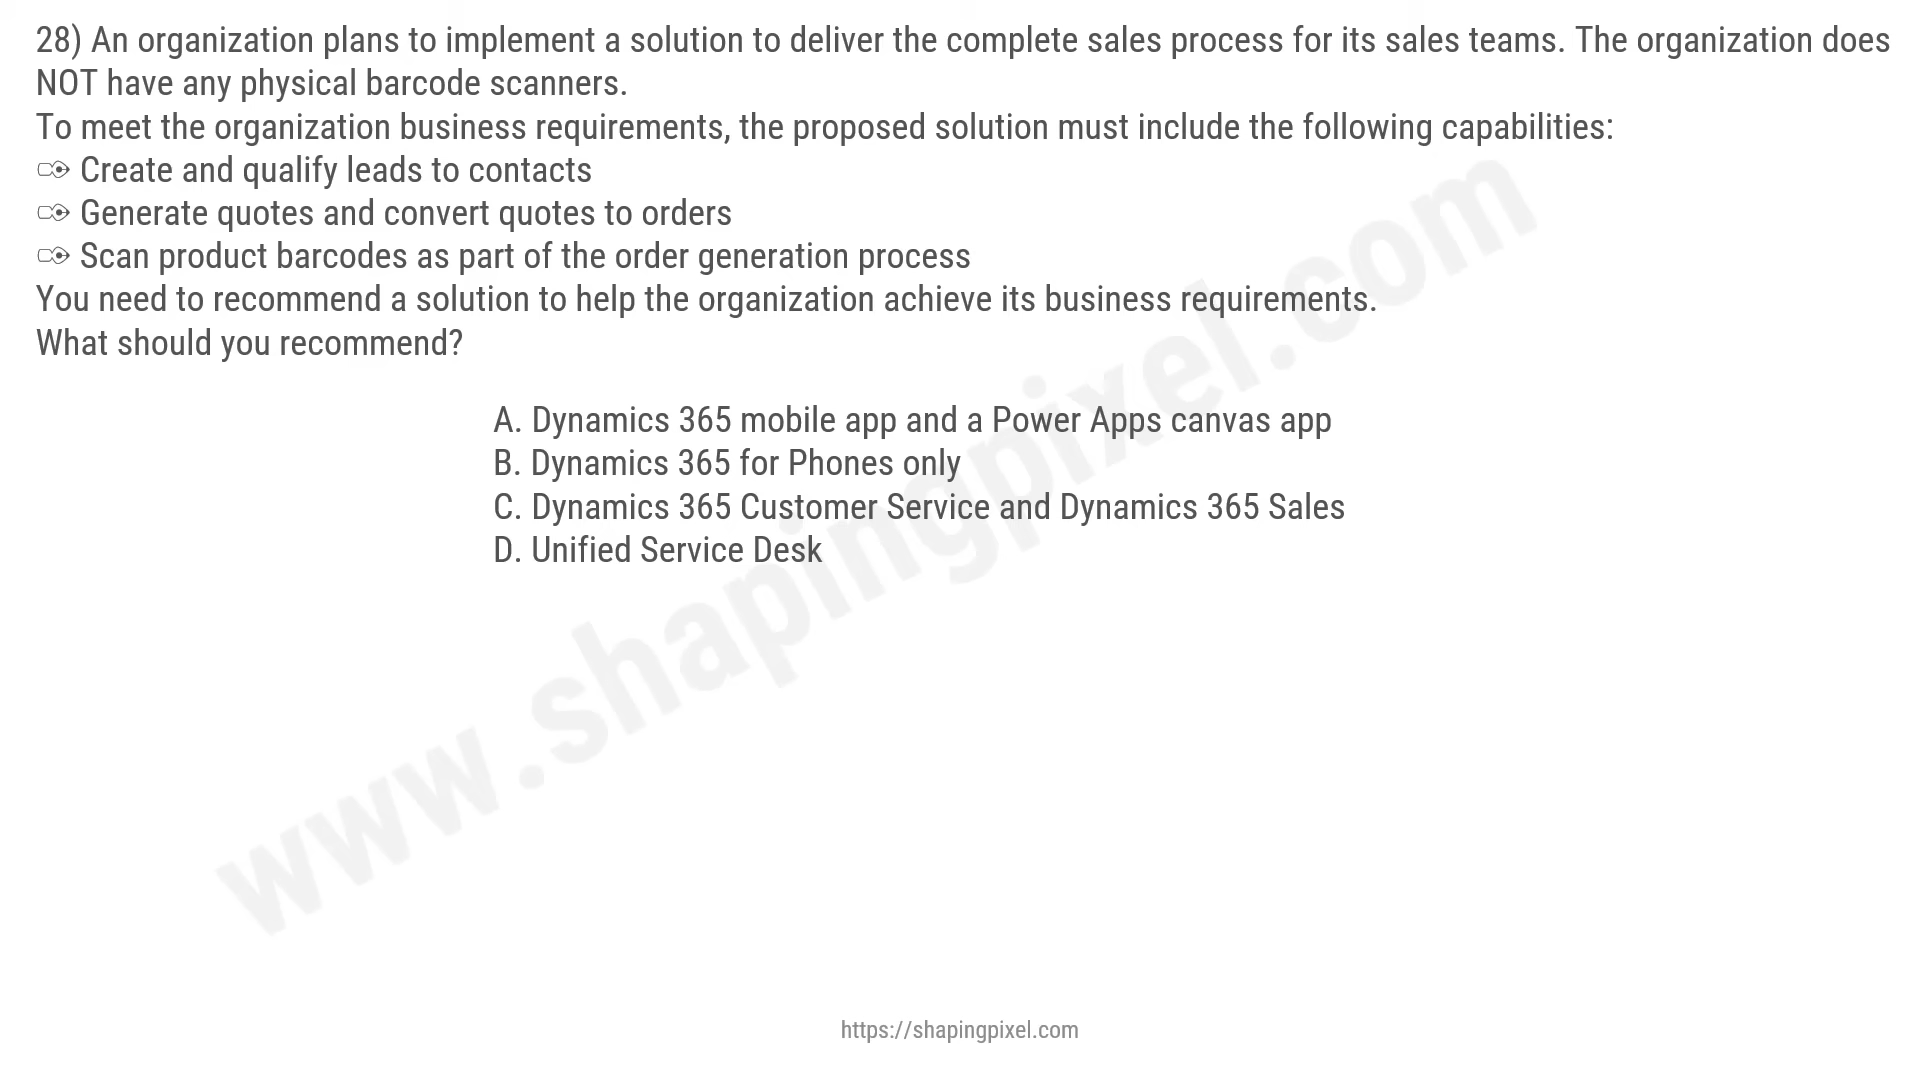 28) An organization plans to implement a solution to deliver the complete sales process for its sales teams. The organization does
NOT have any physical barcode scanners.
To meet the organization business requirements, the proposed solution must include the following capabilities:
Create and qualify leads to contacts
Generate quotes and convert quotes to orders
Scan product barcodes as part of the order generation process
You need to recommend a solution to help the organization achieve its business requirements.
What should you recommend?
A. Dynamics 365 mobile app and a Power Apps canvas app
B. Dynamics 365 for Phones only
C. Dynamics 365 Customer Service and Dynamics 365 Sales
D. Unified Service Desk
www.shapingpixel.com
https://shapingpixel.com